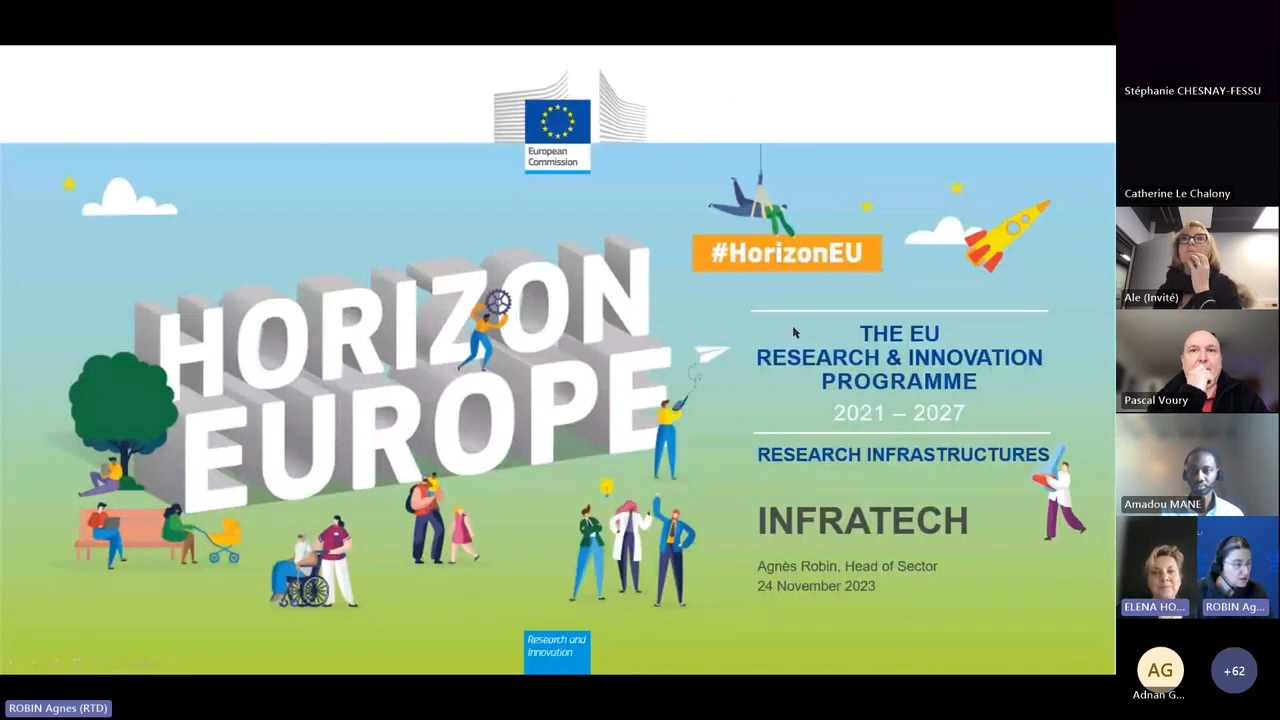 European
Commission
HORIZON
EUROPE
#HorizonEU
THE EU
RESEARCH & INNOVATION
PROGRAMME
2021 – 2027
RESEARCH INFRASTRUCTURES
INFRATECH
Agnès Robin, Head of Sector
24 November 2023
Research and
Innovation
ROBIN Agnes (RTD)
Stéphanie CHESNAY-FESSU
Catherine Le Chalony
Ale (Invité)
Pascal Voury
Amadou MANE
ELENA HO...
ROBIN Ag...
AG
Adnan G...
+62